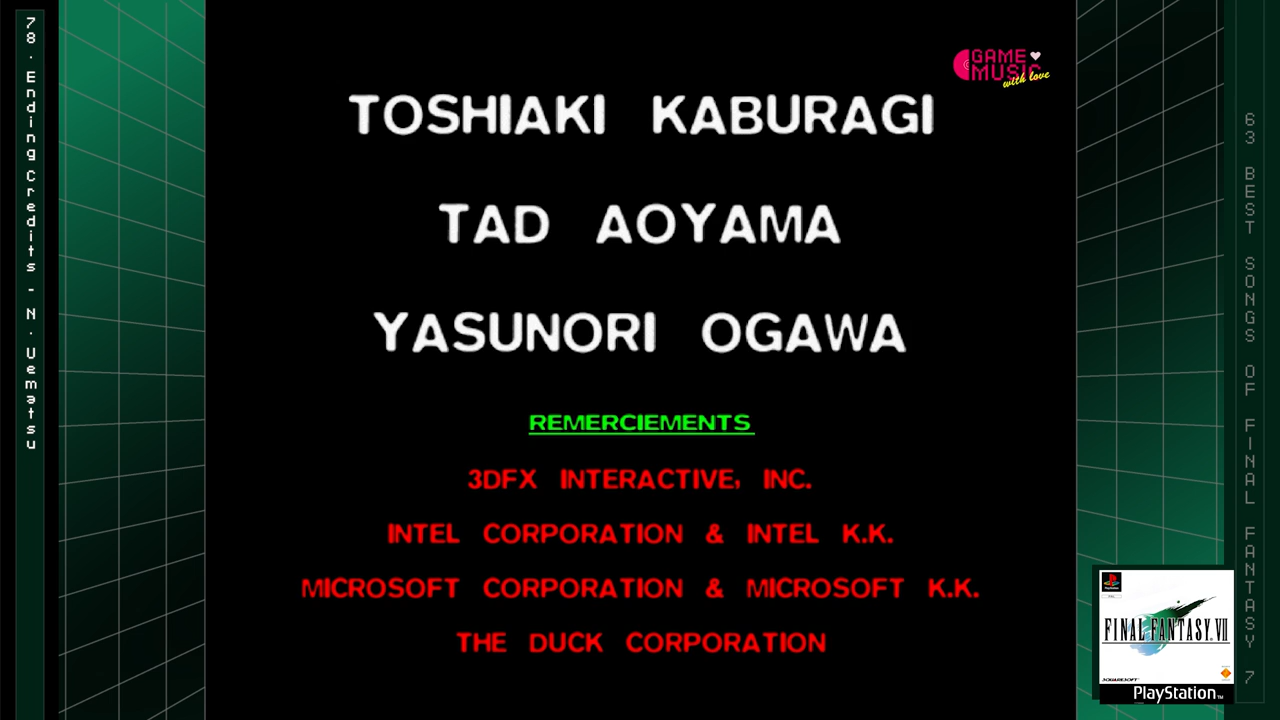 78. Ending Credits - N. Uematsu
GAME
MUSIC
with love
TOSHIAKI KABURAGI
TAD AOYAMA
YASUNORI OGAWA
REMERCIEMENTS
3DFX INTERACTIVE, INC.
INTEL CORPORATION & INTEL K.K.
MICROSOFT CORPORATION & MICROSOFT K.K.
THE DUCK CORPORATION
63 BEST SONGS OF FINAL FANTASY 7
FINAL FANTASY VII
SQUARESOFT
PlayStation